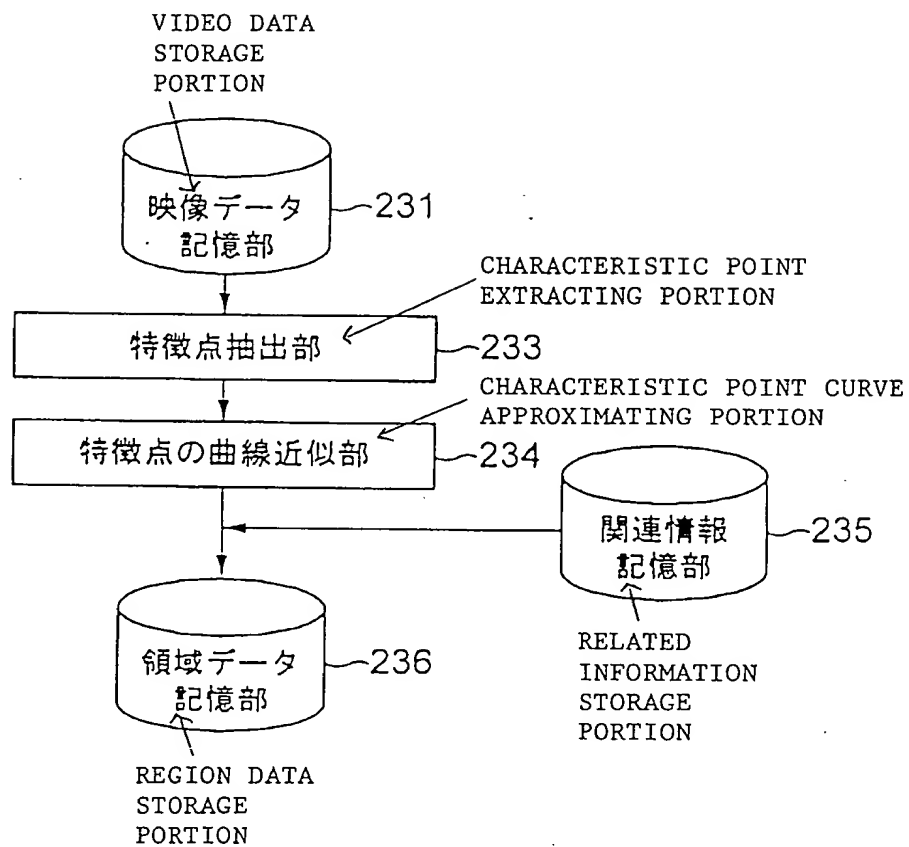 VIDEO DATA
STORAGE
PORTION
映像データ
記憶部
231
CHARACTERISTIC POINT
EXTRACTING PORTION
特徴点抽出部
233
CHARACTERISTIC POINT CURVE
APPROXIMATING PORTION
特徴点の曲線近似部
234
関連情報
記憶部
235
領域データ
記憶部
236
RELATED
INFORMATION
STORAGE
PORTION
REGION DATA
STORAGE
PORTION